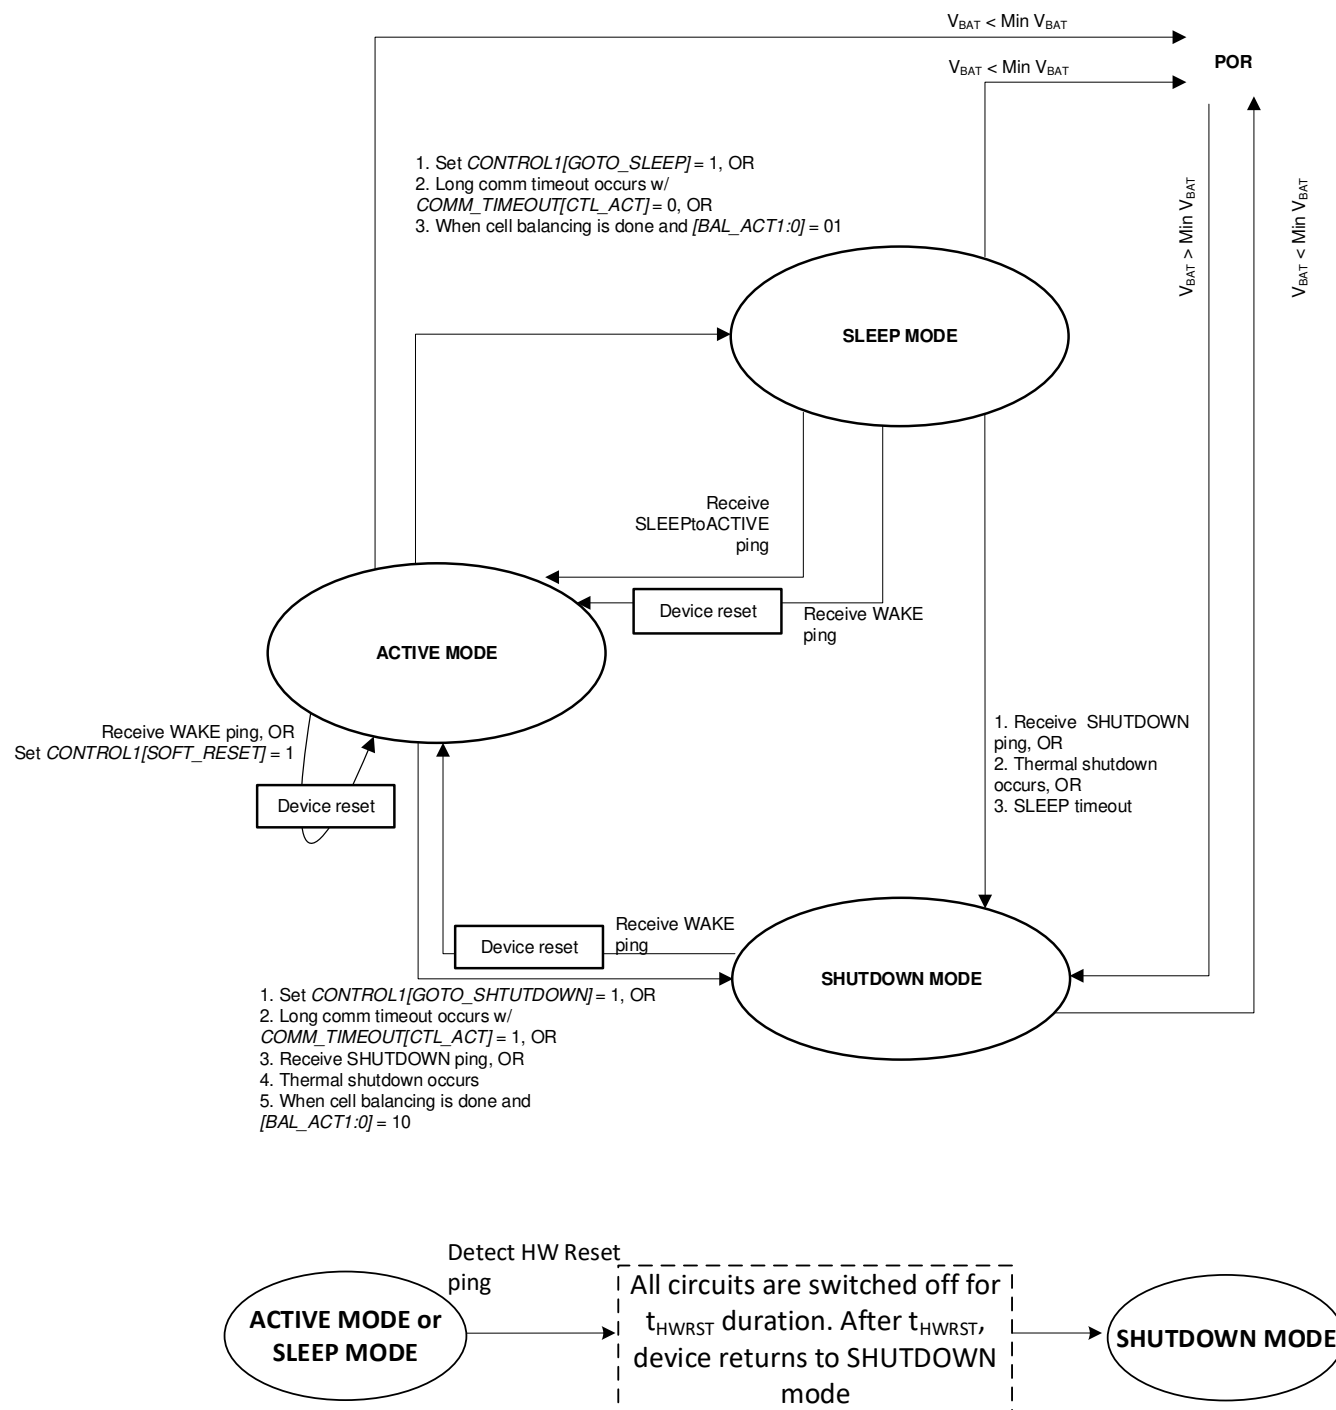 VBAT < Min VBAT
VBAT < Min VBAT
POR
1. Set CONTROL1[GOTO_SLEEP] = 1, OR
2. Long comm timeout occurs w/
COMM_TIMEOUT[CTL_ACT] = 0, OR
3. When cell balancing is done and [BAL_ACT1:0] = 01
VBAT > Min VBAT
VBAT < Min VBAT
SLEEP MODE
Receive
SLEEPtoACTIVE
ping
Device reset
Receive WAKE
ping
ACTIVE MODE
Receive WAKE ping, OR
Set CONTROL1[SOFT_RESET] = 1
Device reset
1. Receive SHUTDOWN
ping, OR
2. Thermal shutdown
occurs, OR
3. SLEEP timeout
Receive WAKE
ping
Device reset
SHUTDOWN MODE
1. Set CONTROL1[GOTO_SHTUTDOWN] = 1, OR
2. Long comm timeout occurs w/
COMM_TIMEOUT[CTL_ACT] = 1, OR
3. Receive SHUTDOWN ping, OR
4. Thermal shutdown occurs
5. When cell balancing is done and
[BAL_ACT1:0] = 10
Detect HW Reset
ping
ACTIVE MODE or
SLEEP MODE
All circuits are switched off for
tHWRST duration. After tHWRST,
device returns to SHUTDOWN
mode
SHUTDOWN MODE